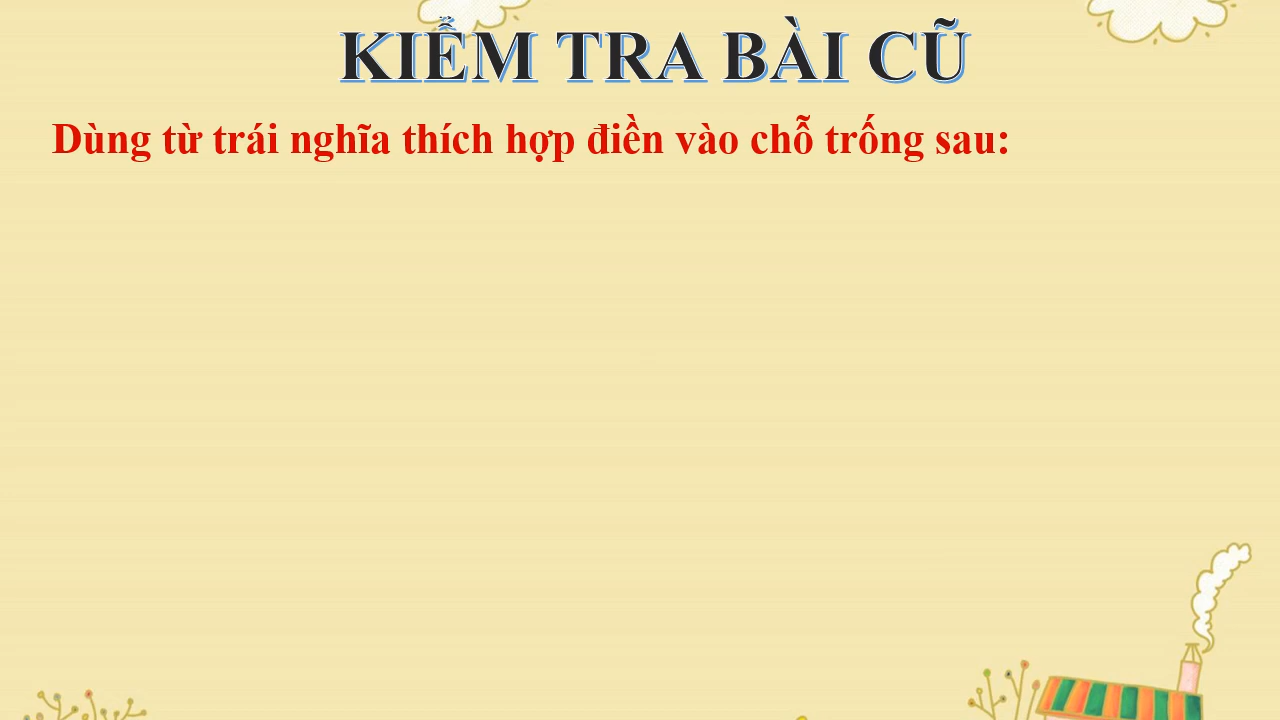 KIỂM TRA BÀI CŨ
Dùng từ trái nghĩa thích hợp điền vào chỗ trống sau: